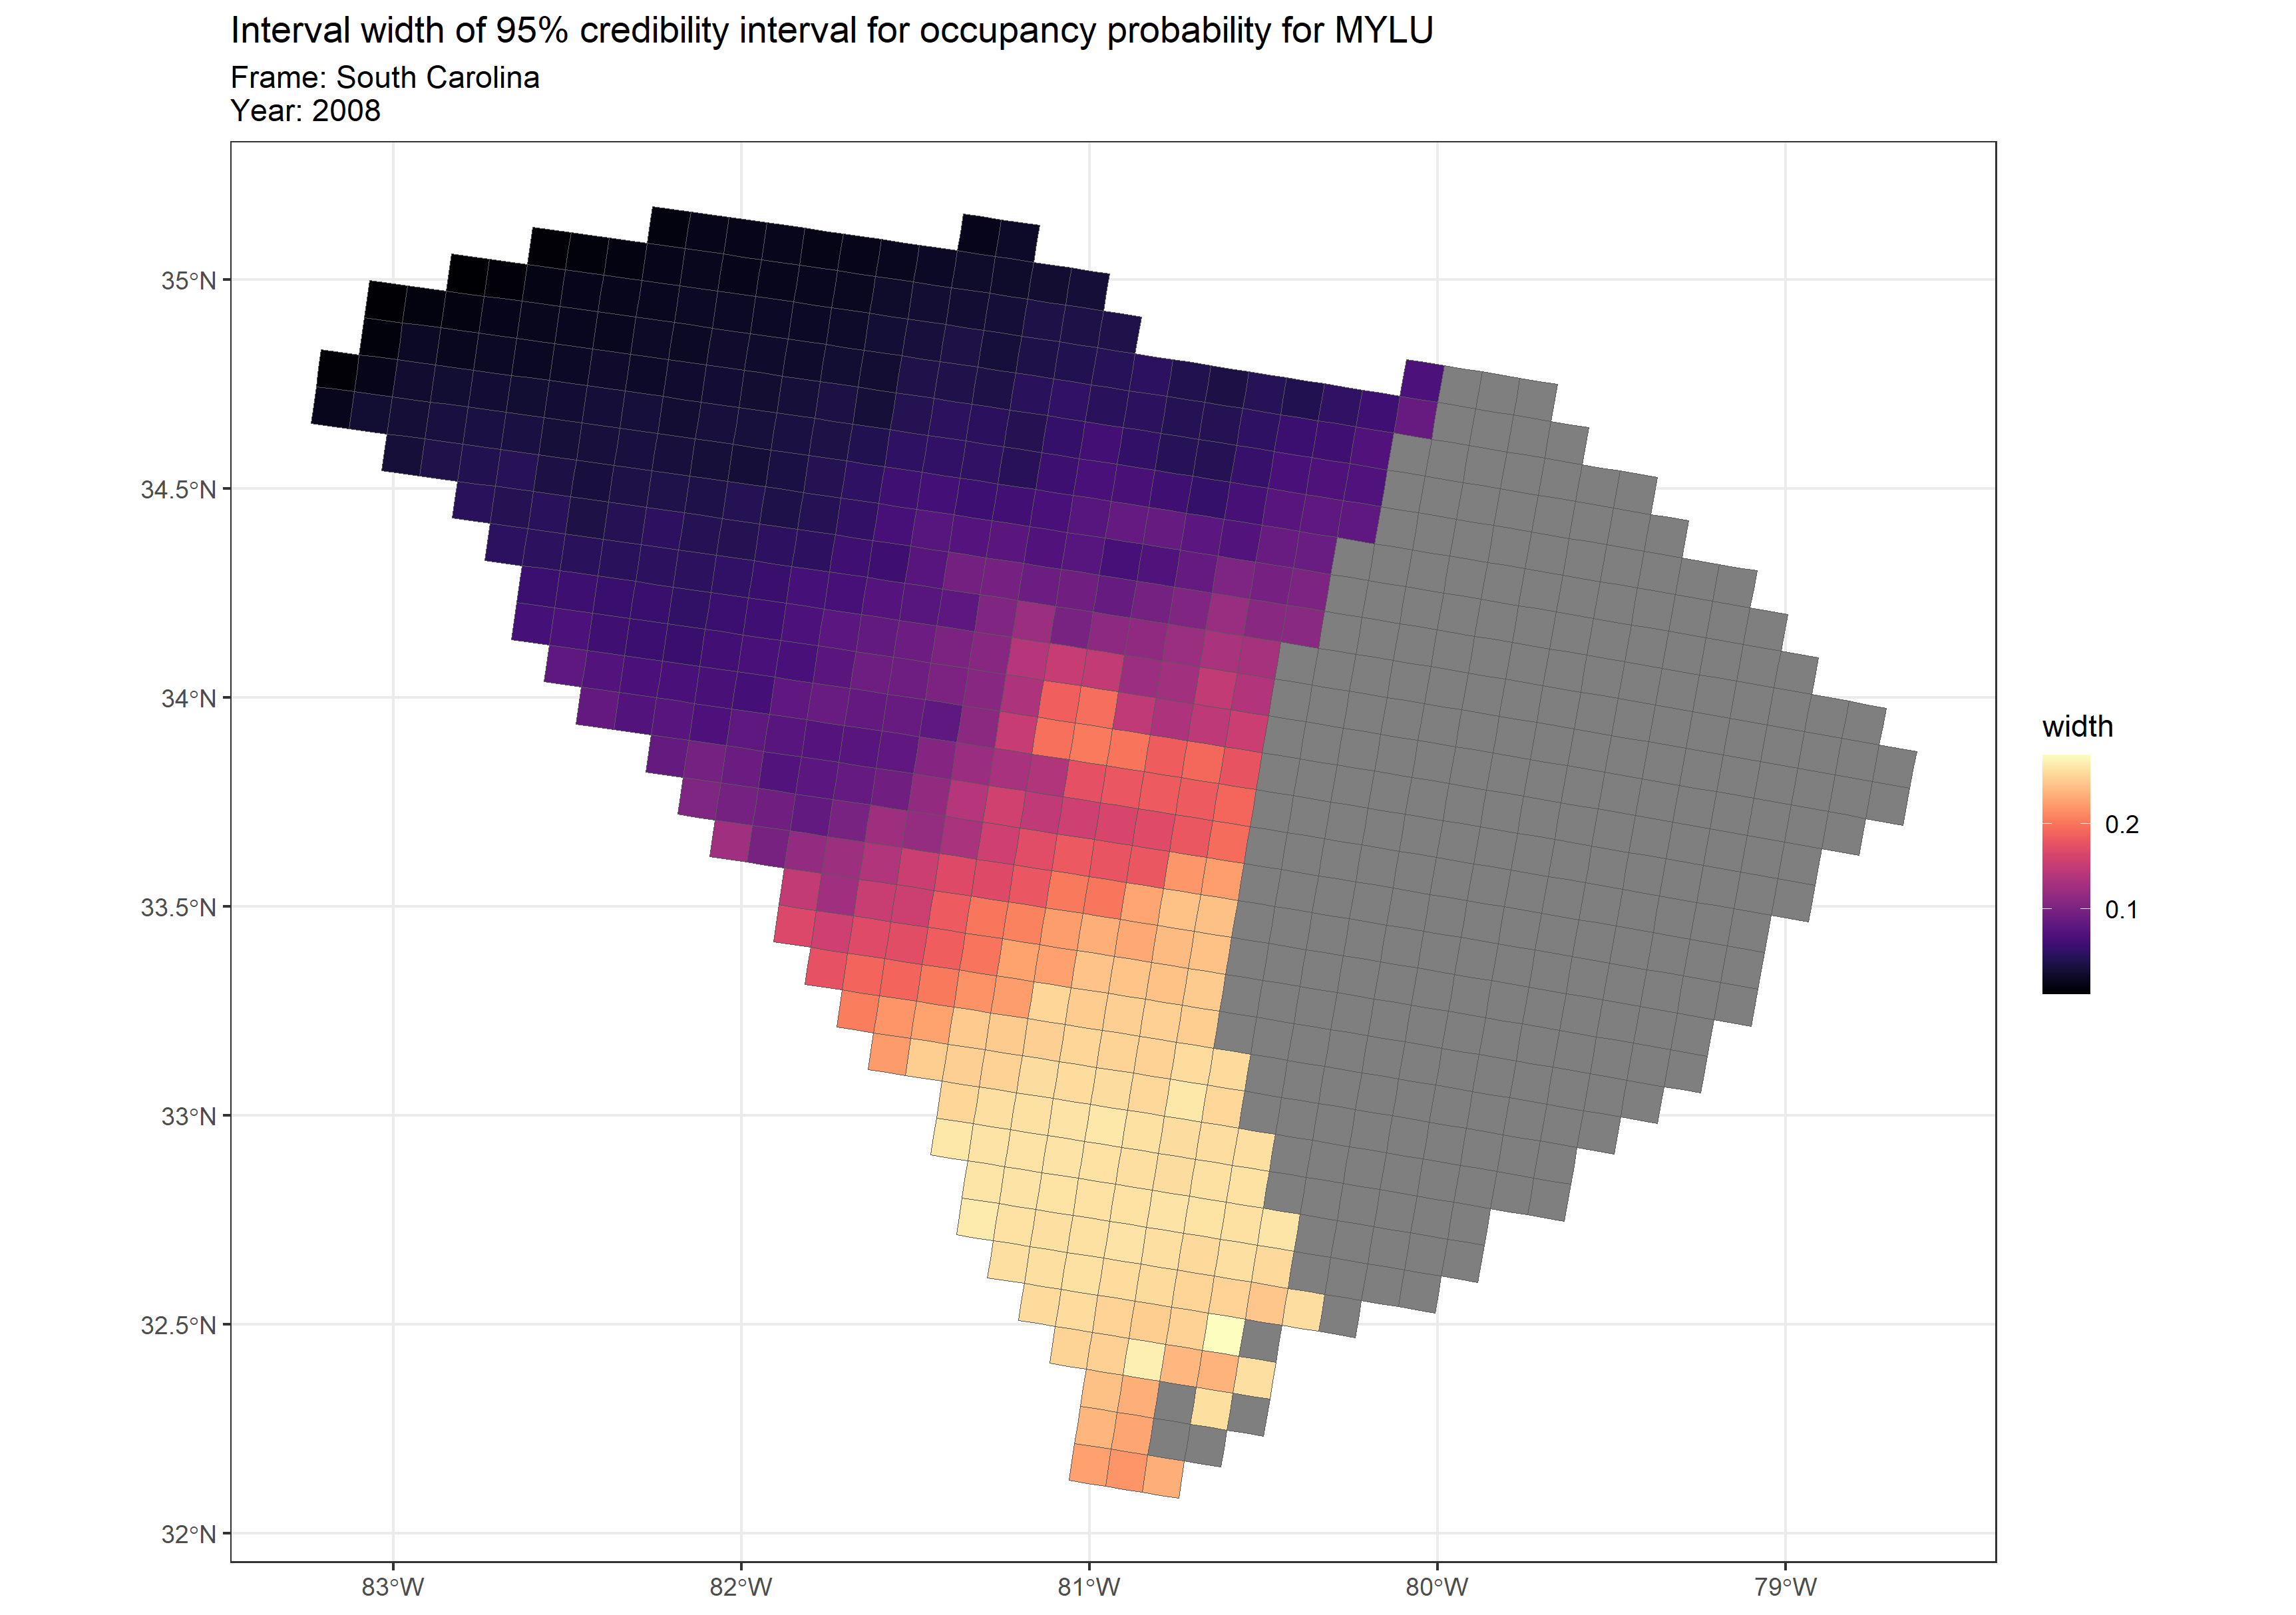 Interval width of 95% credibility interval for occupancy probability for MYLU
Frame: South Carolina
Year: 2008
35°N
34.5°N
34°N
33.5°N
33°N
32.5°N
32°N
83°W
82°W
81°W
80°W
79°W
width
0.2
0.1